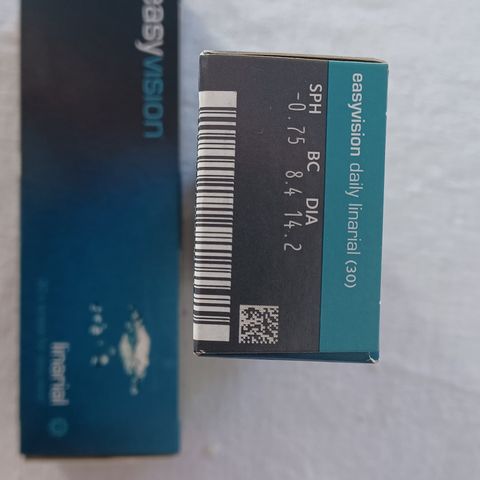 easyvision daily linarial (30)
SPH BC DIA
-0.75 8.4 14.2
easyvision
linarial